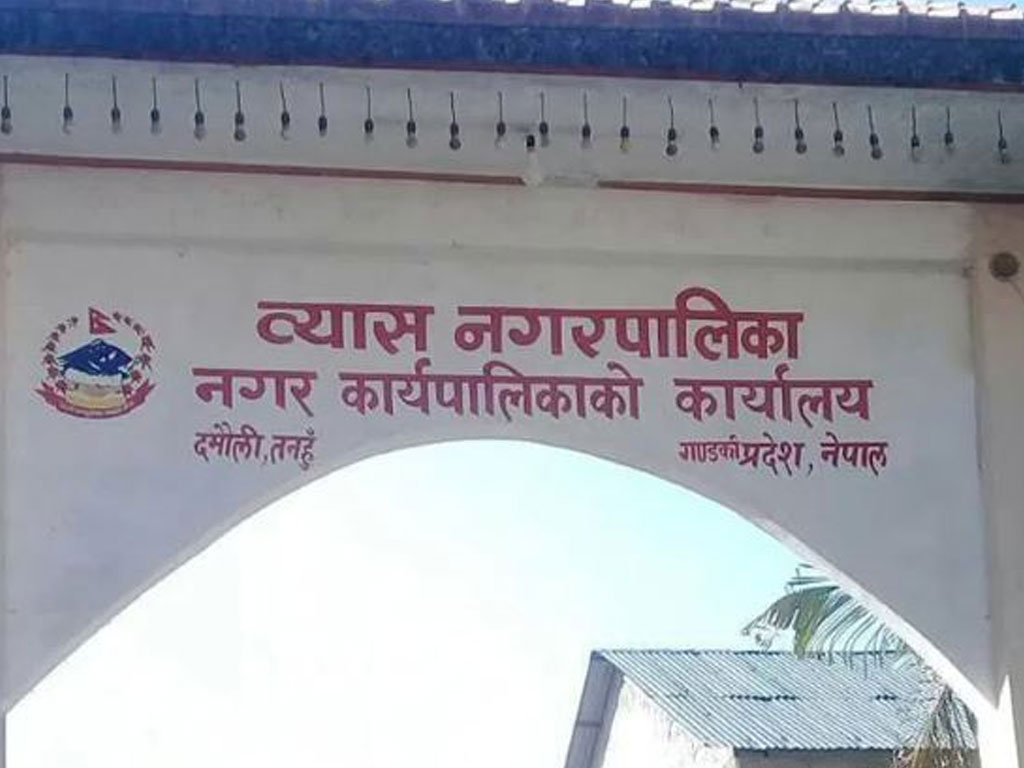 व्यास नगरपालिका
नगर कार्यपालिकाको कार्यालय
दमौली, तनहुँ
गण्डकी प्रदेश, नेपाल